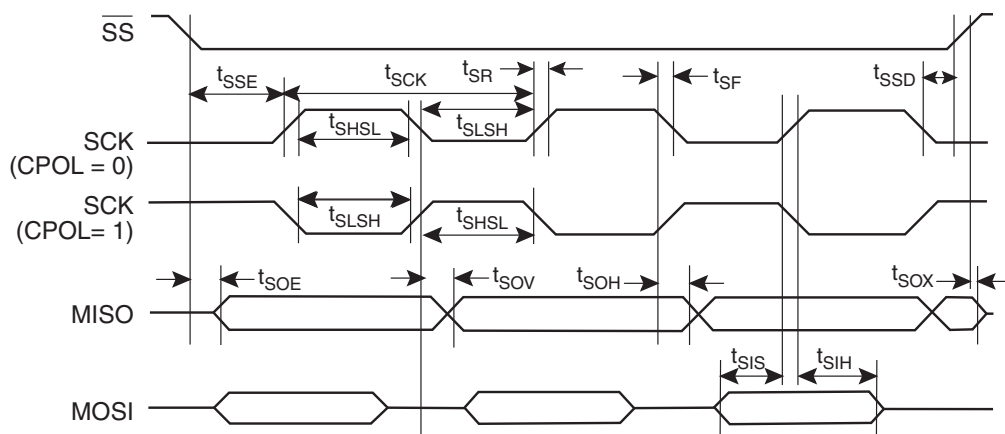 SS
tSSE tSCK tSR tSF tSSD
tSHSL tSLSH
SCK
(CPOL = 0)
SCK
(CPOL= 1)
tSLSH tSHSL
tSOE tSOV tSOH tSOX
MISO
tSIS tSIH
MOSI